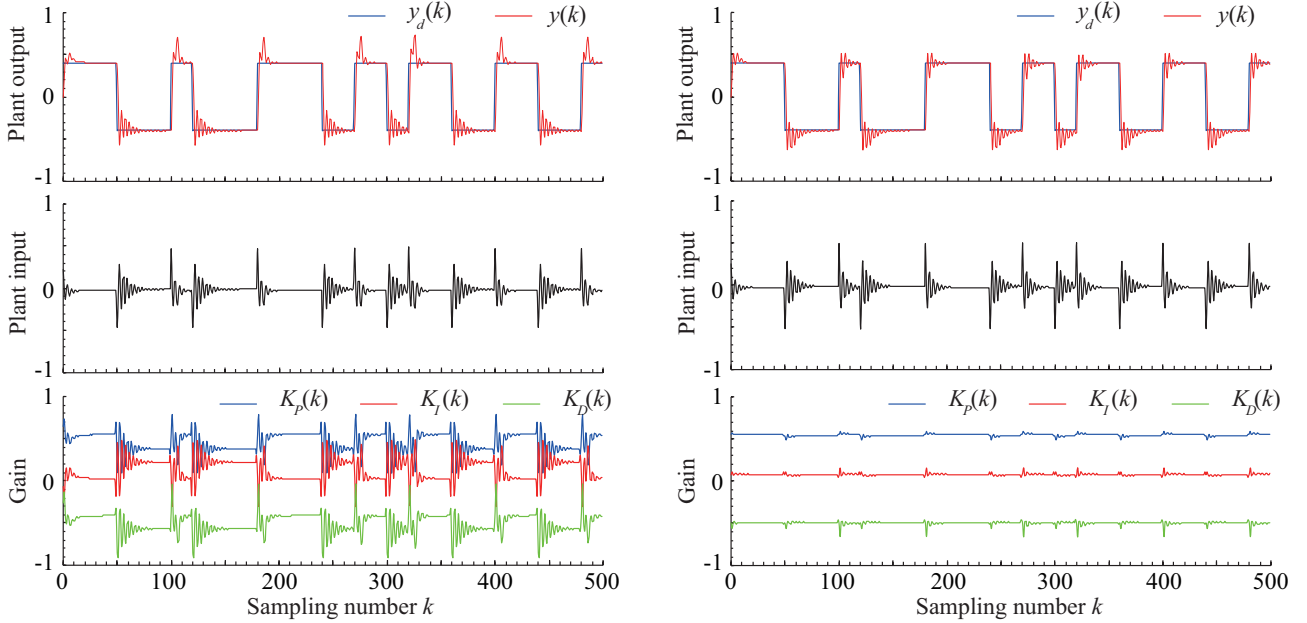 y_d(k) y(k)
1
0
-1
Plant output
1
0
-1
Plant input
K_P(k) K_I(k) K_D(k)
1
0
-1
Gain
0 100 200 300 400 500
Sampling number k
y_d(k) y(k)
1
0
-1
Plant output
1
0
-1
Plant input
K_P(k) K_I(k) K_D(k)
1
0
-1
Gain
0 100 200 300 400 500
Sampling number k